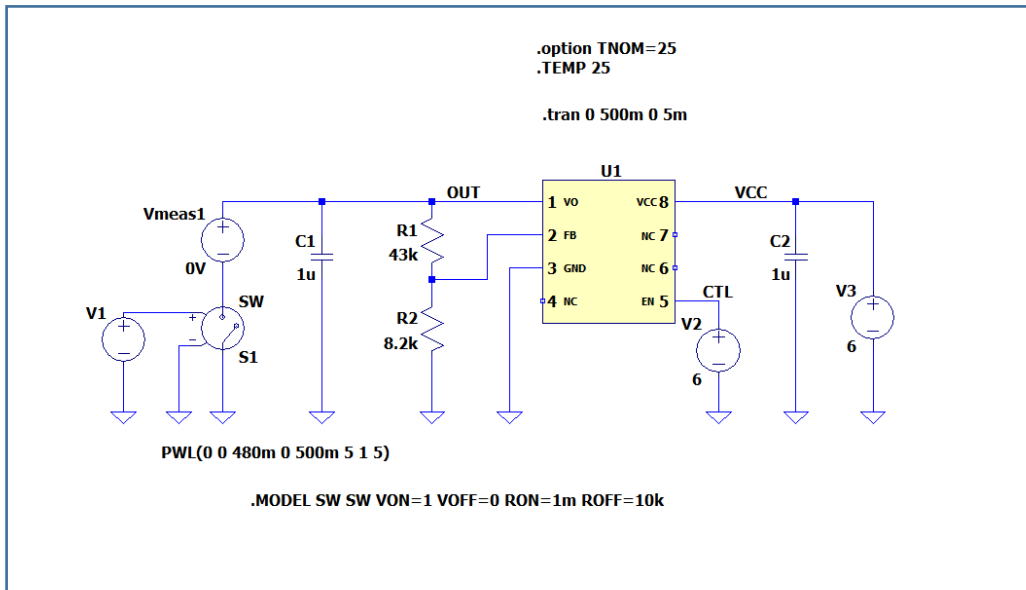 .option TNOM=25
.TEMP 25
.tran 0 500m 0 5m
U1
OUT
VCC
1 VO
VCC 8
2 FB
NC 7
3 GND
NC 6
4 NC
EN 5
Vmeas1
0V
C1
1u
R1
43k
R2
8.2k
CTL
V2
6
C2
1u
V3
6
V1
SW
S1
+
−
PWL(0 0 480m 0 500m 5 1 5)
.MODEL SW SW VON=1 VOFF=0 RON=1m ROFF=10k